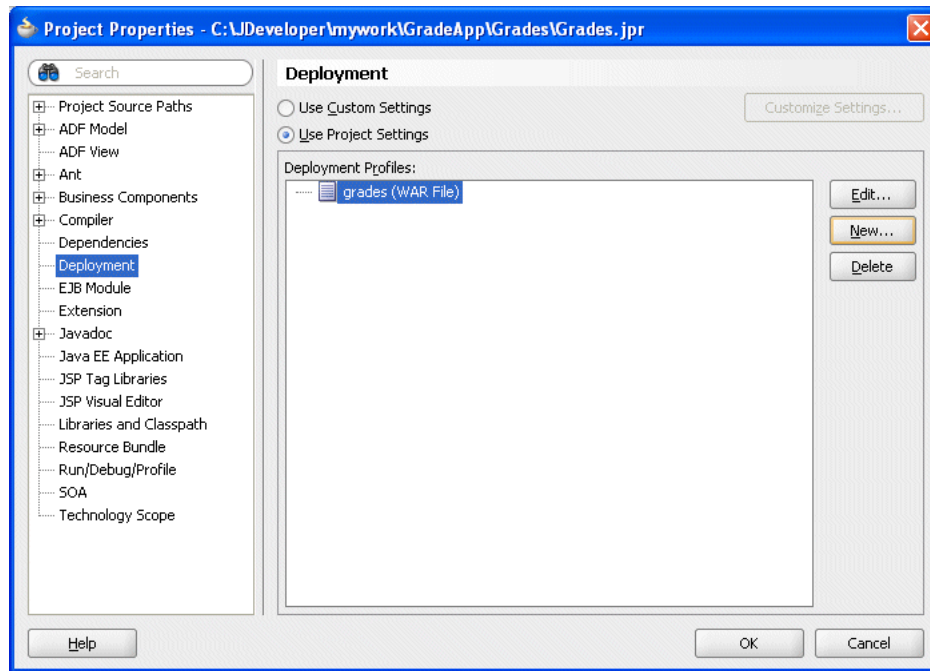 Project Properties - C:\JDeveloper\mywork\GradeApp\Grades\Grades.jpr
Search
Project Source Paths
ADF Model
ADF View
Ant
Business Components
Compiler
Dependencies
Deployment
EJB Module
Extension
Javadoc
Java EE Application
JSP Tag Libraries
JSP Visual Editor
Libraries and Classpath
Resource Bundle
Run/Debug/Profile
SOA
Technology Scope
Deployment
Use Custom Settings
Customize Settings...
Use Project Settings
Deployment Profiles:
grades (WAR File)
Edit...
New...
Delete
Help
OK
Cancel